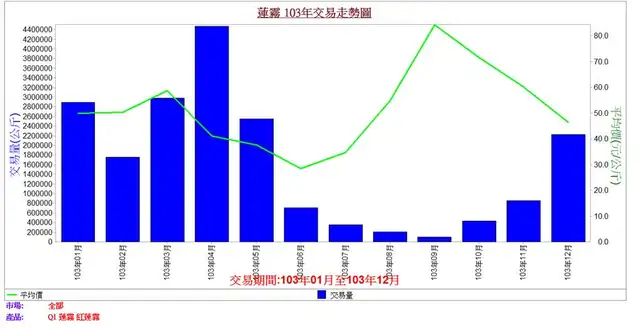 蓮霧 103年交易走勢圖
交易量(公斤)
4400000
4200000
4000000
3800000
3600000
3400000
3200000
3000000
2800000
2600000
2400000
2200000
2000000
1800000
1600000
1400000
1200000
1000000
800000
600000
400000
200000
0
80.0
70.0
60.0
50.0
40.0
30.0
20.0
10.0
0.0
平均價(元/公斤)
103年01月
103年02月
103年03月
103年04月
103年05月
103年06月
103年07月
103年08月
103年09月
103年10月
103年11月
103年12月
交易期間:103年01月至103年12月
平均價 交易量
市場: 全部
產品: Q1 蓮霧 紅蓮霧